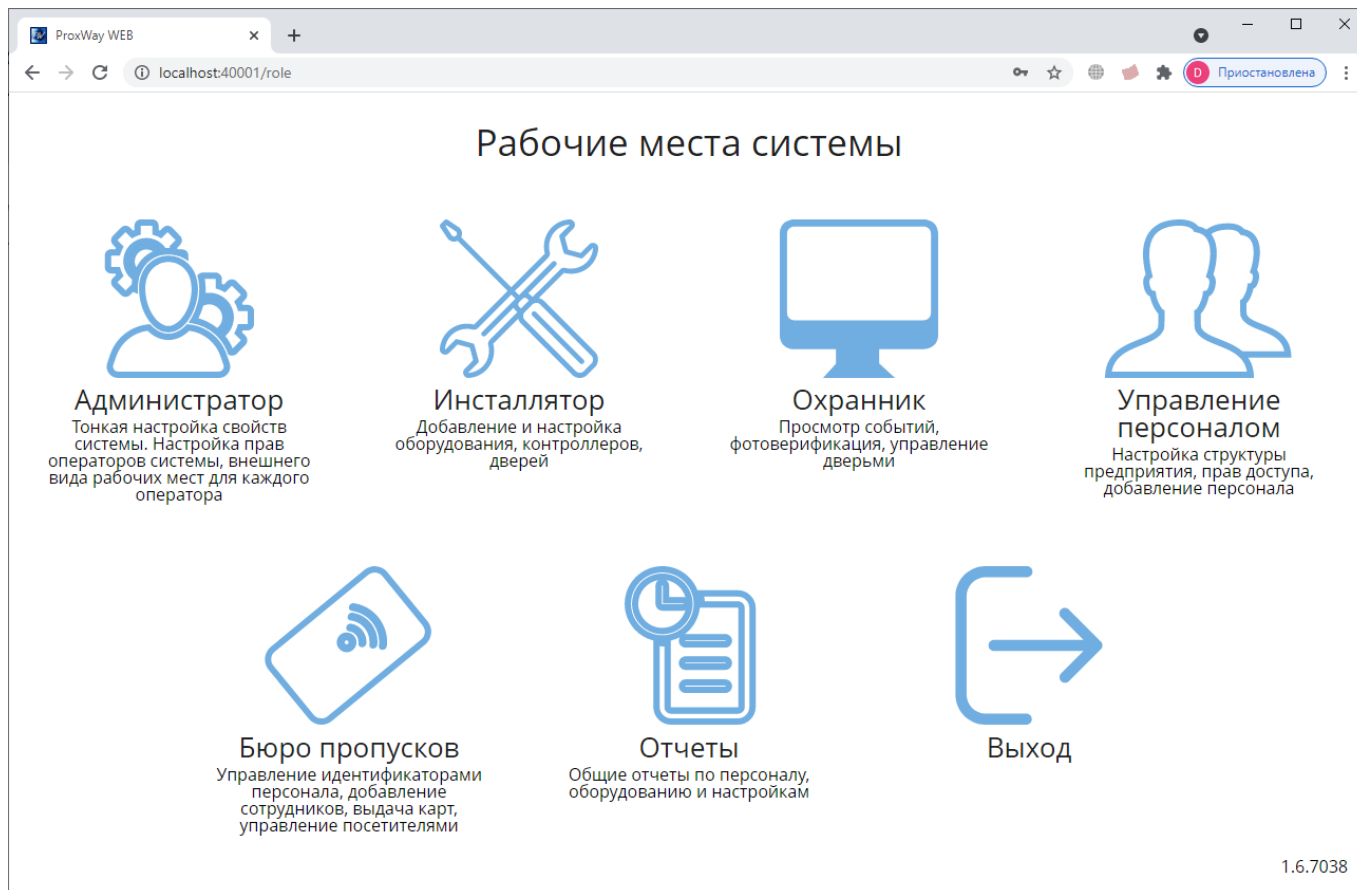 ProxWay WEB
localhost:40001/role
D Приостановлена
Рабочие места системы
Администратор
Тонкая настройка свойств
системы. Настройка прав
операторов системы, внешнего
вида рабочих мест для каждого
оператора
Инсталлятор
Добавление и настройка
оборудования, контроллеров,
дверей
Охранник
Просмотр событий,
фотоверификация, управление
дверьми
Управление
персоналом
Настройка структуры
предприятия, прав доступа,
добавление персонала
Бюро пропусков
Управление идентификаторами
персонала, добавление
сотрудников, выдача карт,
управление посетителями
Отчеты
Общие отчеты по персоналу,
оборудованию и настройкам
Выход
1.6.7038